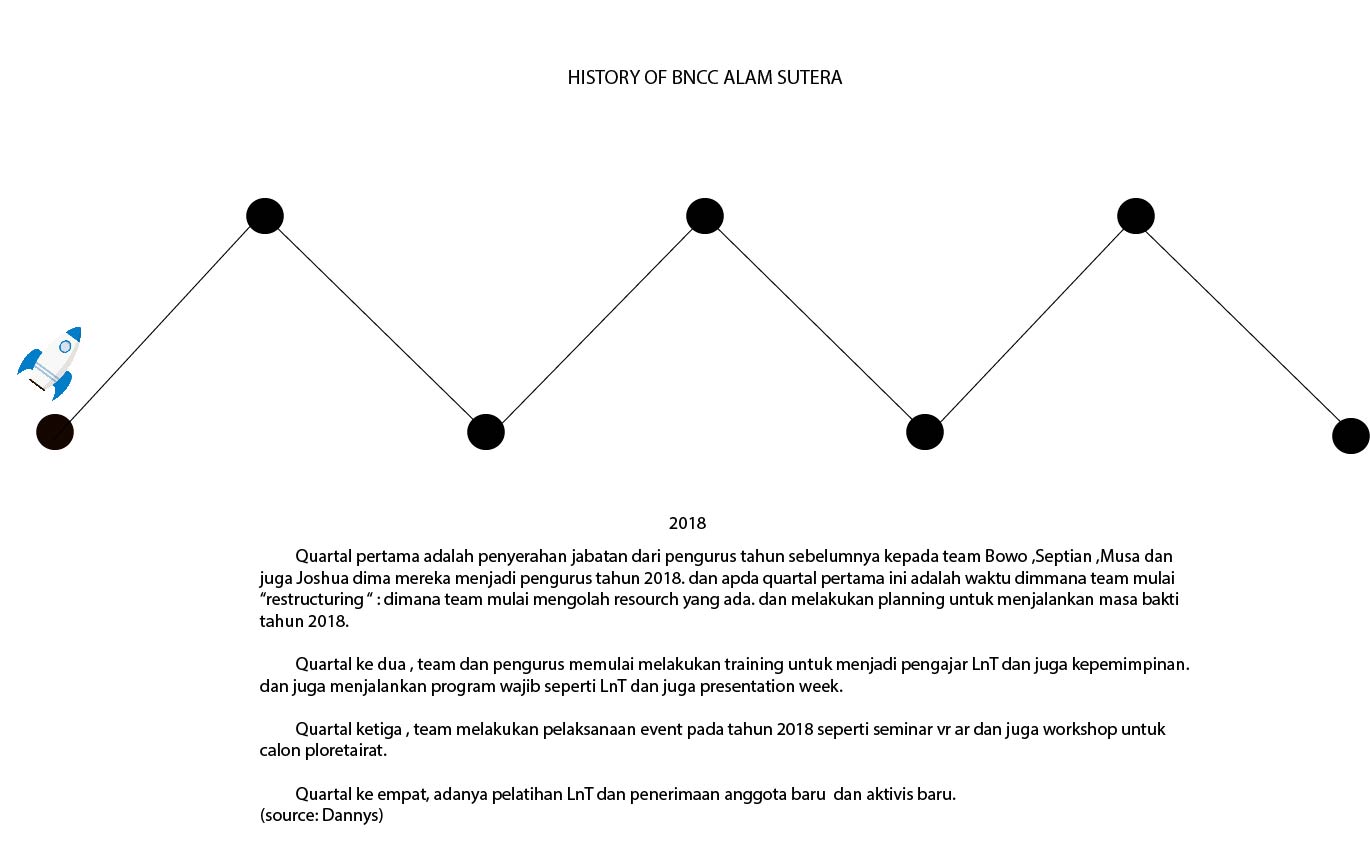 HISTORY OF BNCC ALAM SUTERA
2018
Quartal pertama adalah penyerahan jabatan dari pengurus tahun sebelumnya kepada team Bowo ,Septian ,Musa dan
juga Joshua dima mereka menjadi pengurus tahun 2018. dan apda quartal pertama ini adalah waktu dimmana team mulai
“restructuring “ : dimana team mulai mengolah resourch yang ada. dan melakukan planning untuk menjalankan masa bakti
tahun 2018.
Quartal ke dua , team dan pengurus memulai melakukan training untuk menjadi pengajar LnT dan juga kepemimpinan.
dan juga menjalankan program wajib seperti LnT dan juga presentation week.
Quartal ketiga , team melakukan pelaksanaan event pada tahun 2018 seperti seminar vr ar dan juga workshop untuk
calon ploretairat.
Quartal ke empat, adanya pelatihan LnT dan penerimaan anggota baru  dan aktivis baru.
(source: Dannys)